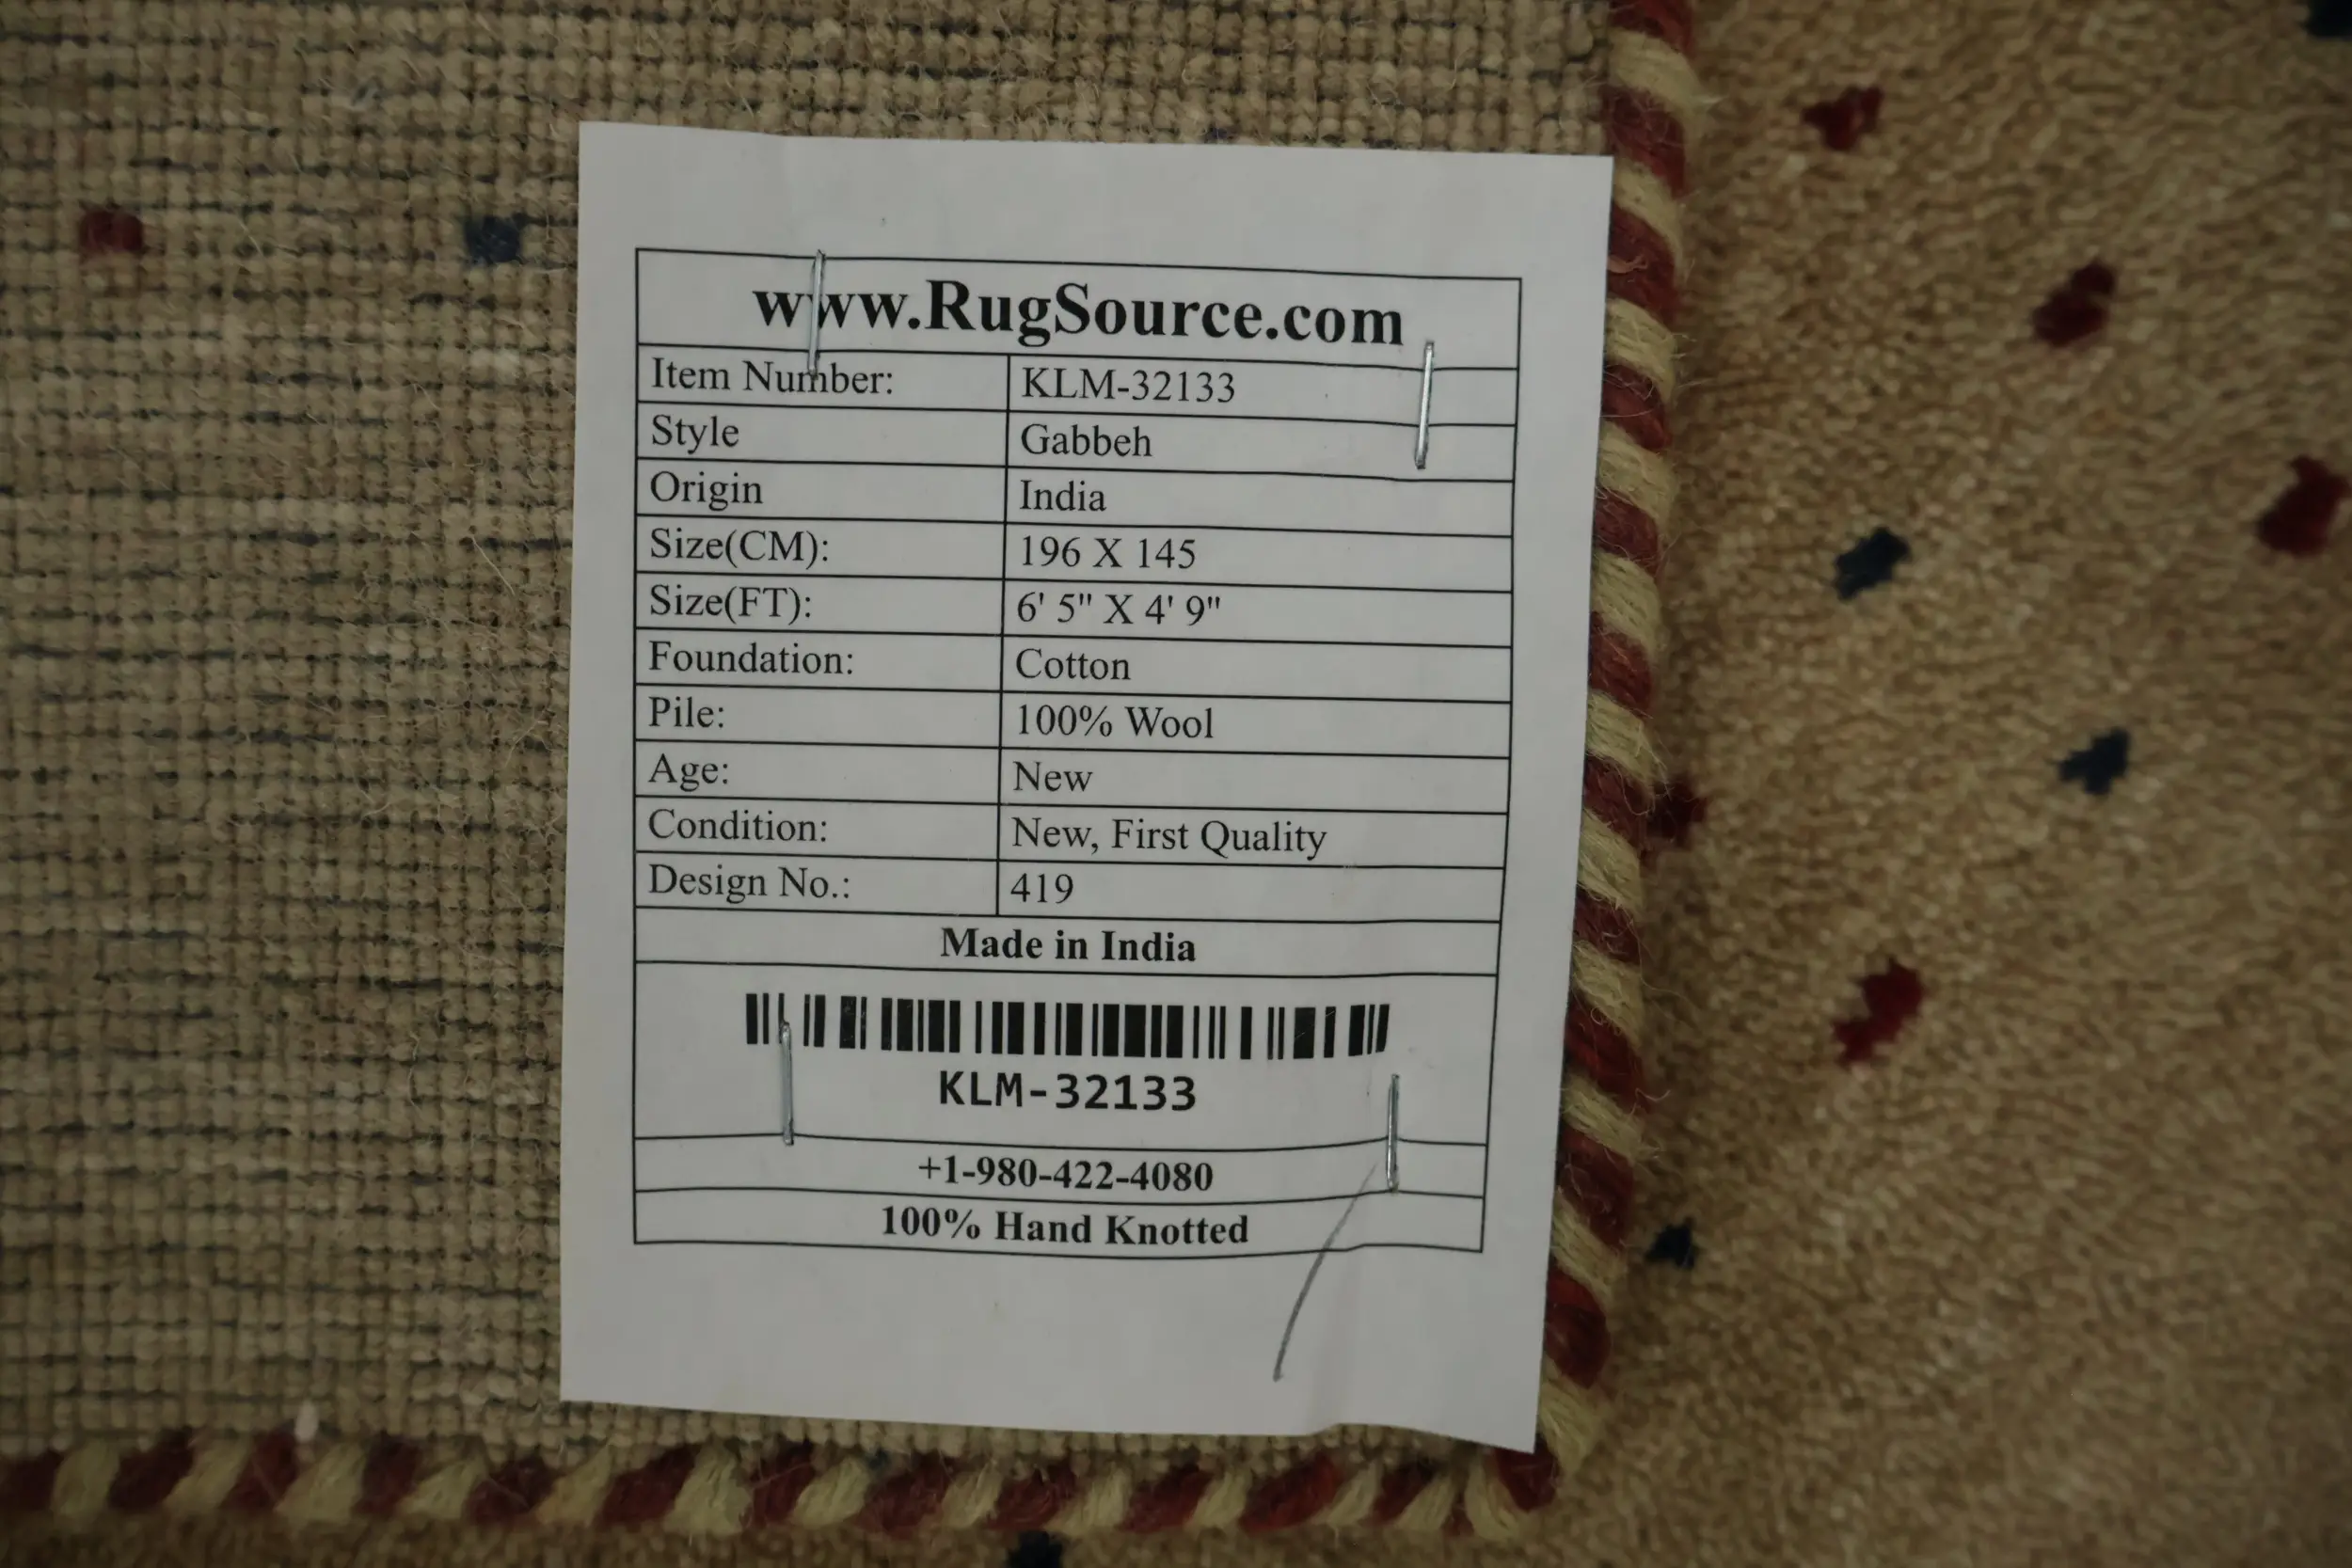 www.RugSource.com
Item Number: KLM-32133
Style Gabbeh
Origin India
Size(CM): 196 X 145
Size(FT): 6' 5" X 4' 9"
Foundation: Cotton
Pile: 100% Wool
Age: New
Condition: New, First Quality
Design No.: 419
Made in India
KLM-32133
+1-980-422-4080
100% Hand Knotted